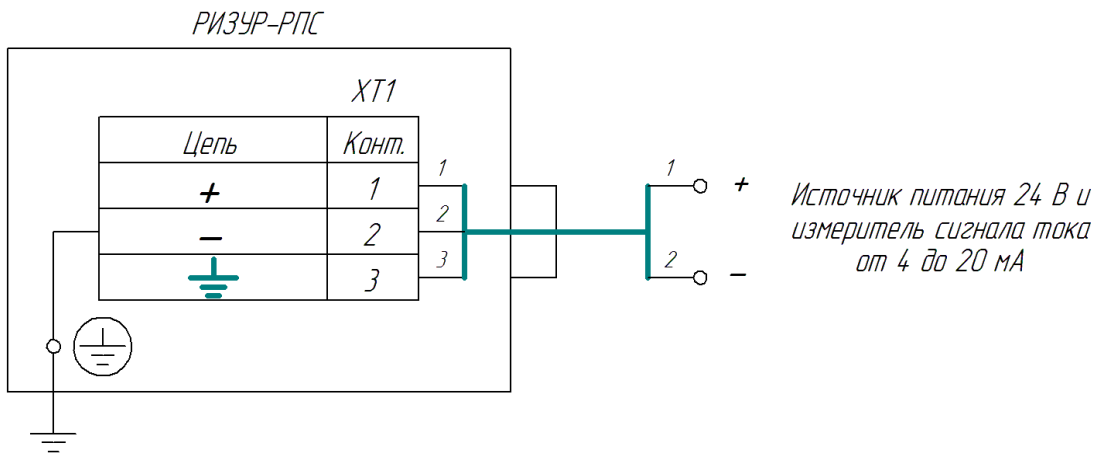 РИЗУР-РПС
XT1
Цепь Конт.
+ 1 1 1 +
- 2 2
3 3 2 -
Источник питания 24 В и
измеритель сигнала тока
от 4 до 20 мА